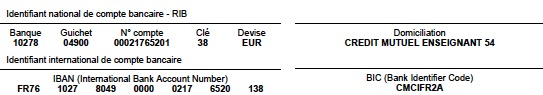 Identifiant national de compte bancaire - RIB
Banque Guichet N° compte Clé Devise
10278 04900 00021765201 38 EUR
Domiciliation
CREDIT MUTUEL ENSEIGNANT 54
Identifiant international de compte bancaire
IBAN (International Bank Account Number)
FR76 1027 8049 0000 0217 6520 138
BIC (Bank Identifier Code)
CMCIFR2A